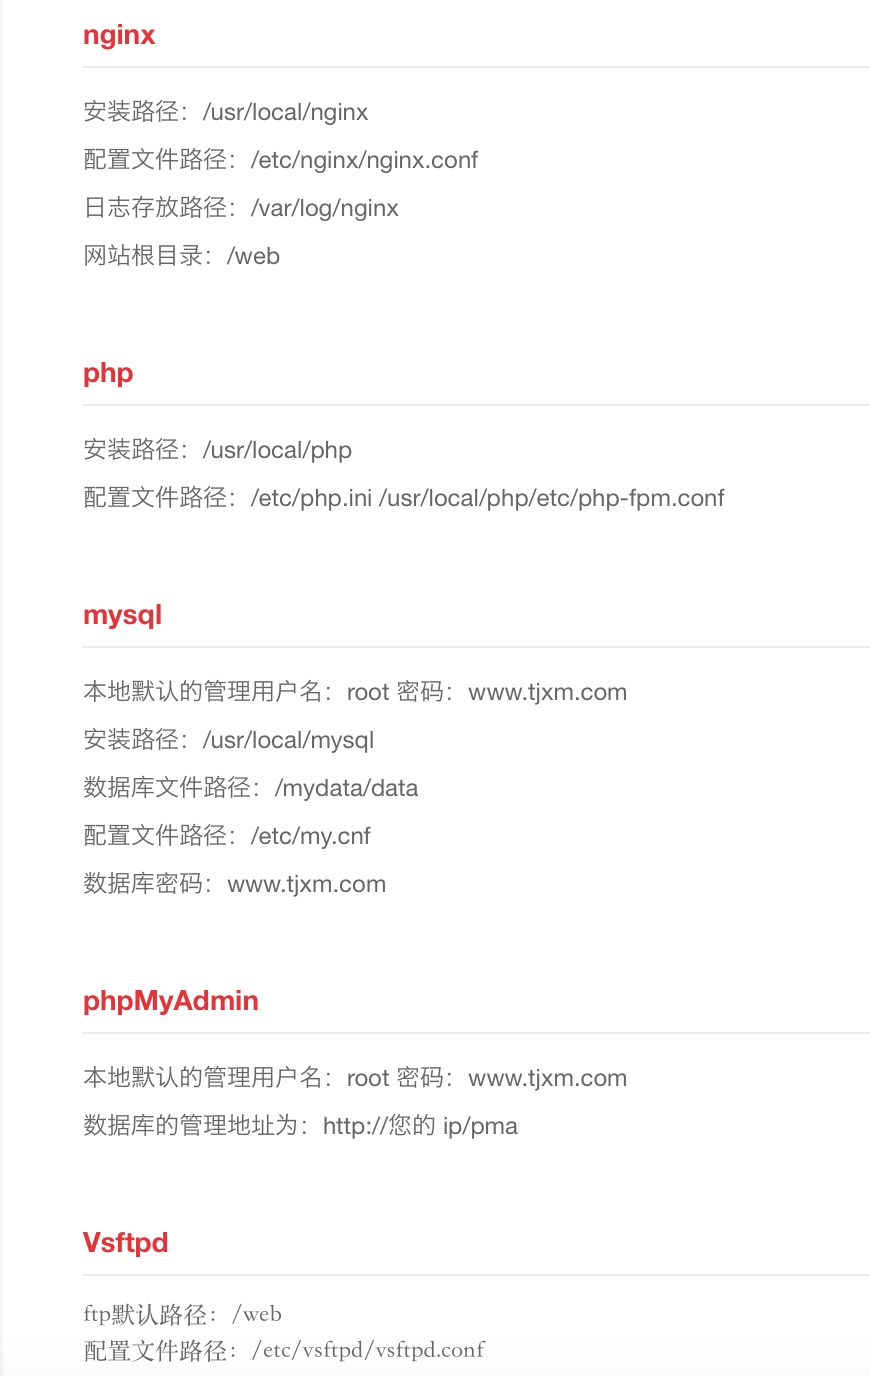 nginx
安装路径：/usr/local/nginx
配置文件路径：/etc/nginx/nginx.conf
日志存放路径：/var/log/nginx
网站根目录：/web
php
安装路径：/usr/local/php
配置文件路径：/etc/php.ini /usr/local/php/etc/php-fpm.conf
mysql
本地默认的管理用户名：root 密码：www.tjxm.com
安装路径：/usr/local/mysql
数据库文件路径：/mydata/data
配置文件路径：/etc/my.cnf
数据库密码：www.tjxm.com
phpMyAdmin
本地默认的管理用户名：root 密码：www.tjxm.com
数据库的管理地址为：http://您的 ip/pma
Vsftpd
ftp默认路径：/web
配置文件路径：/etc/vsftpd/vsftpd.conf